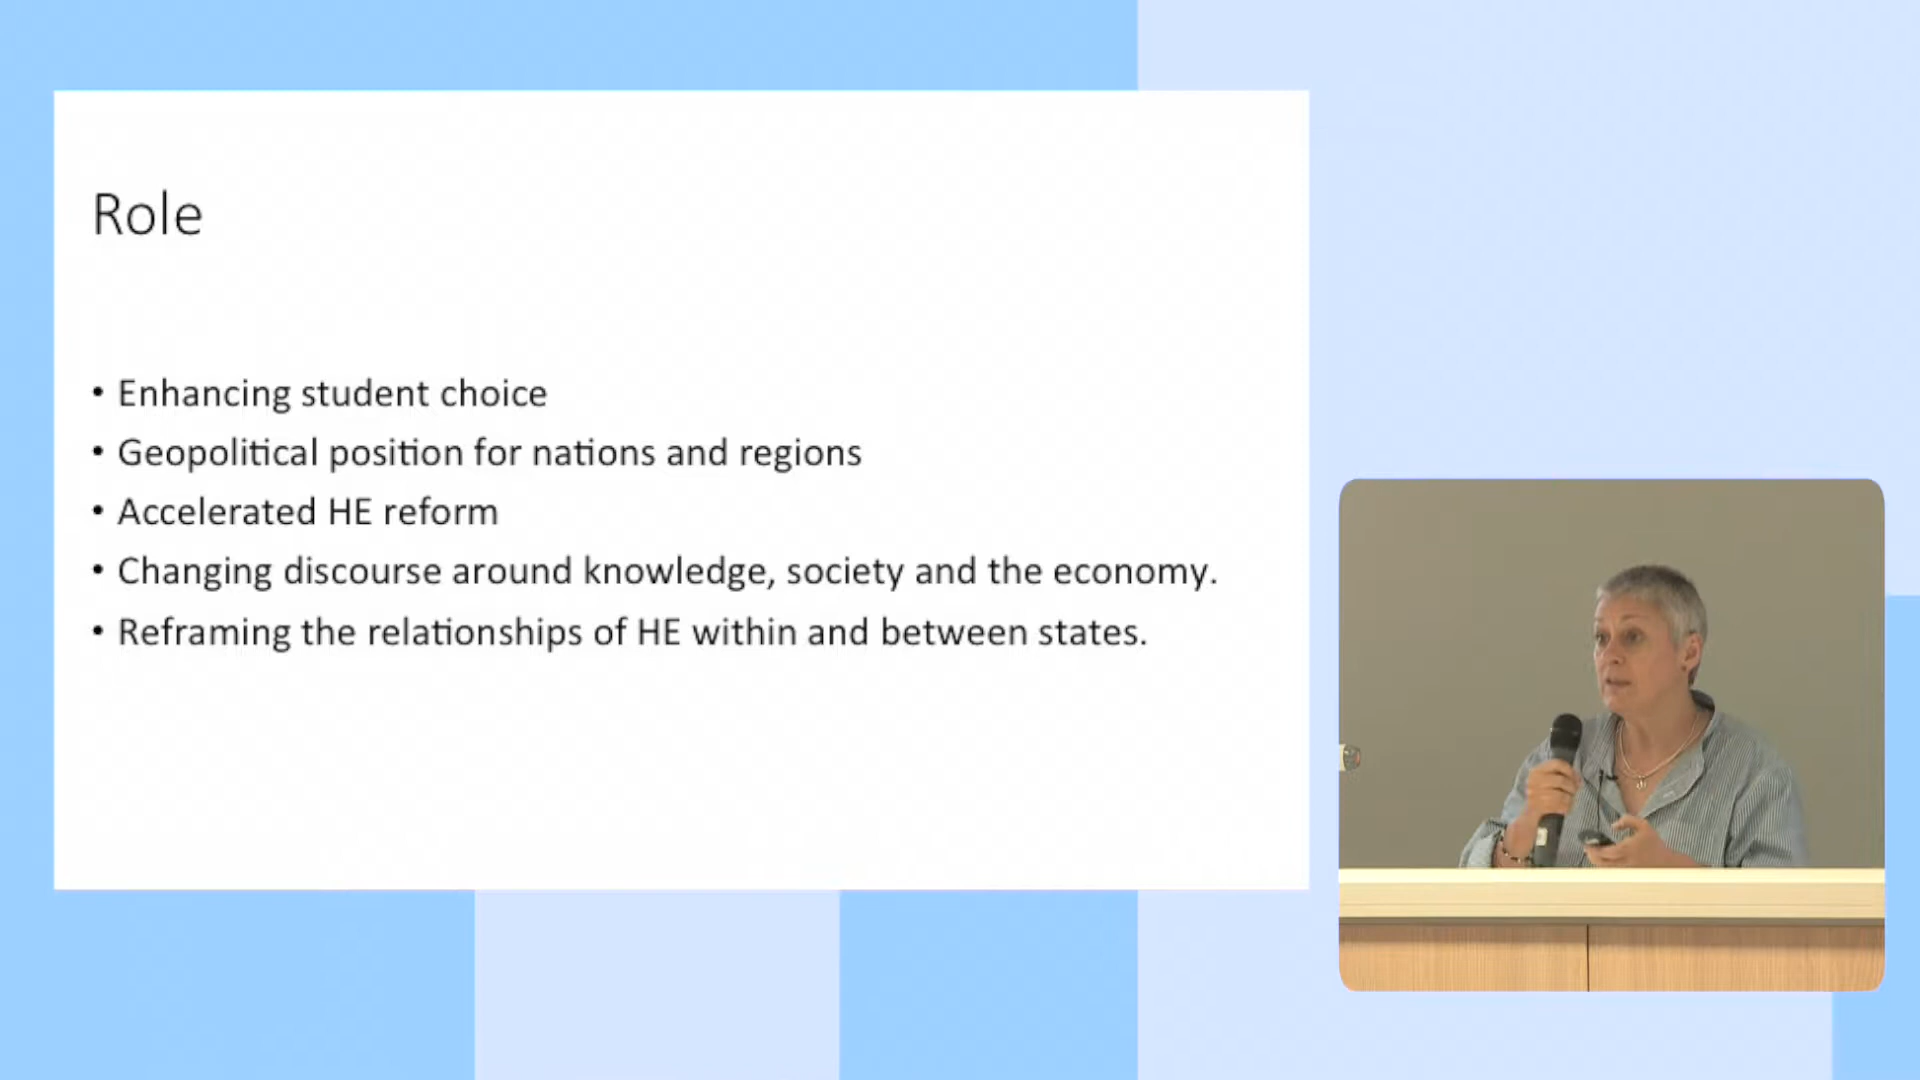 Role
• Enhancing student choice
• Geopolitical position for nations and regions
• Accelerated HE reform
• Changing discourse around knowledge, society and the economy.
• Reframing the relationships of HE within and between states.